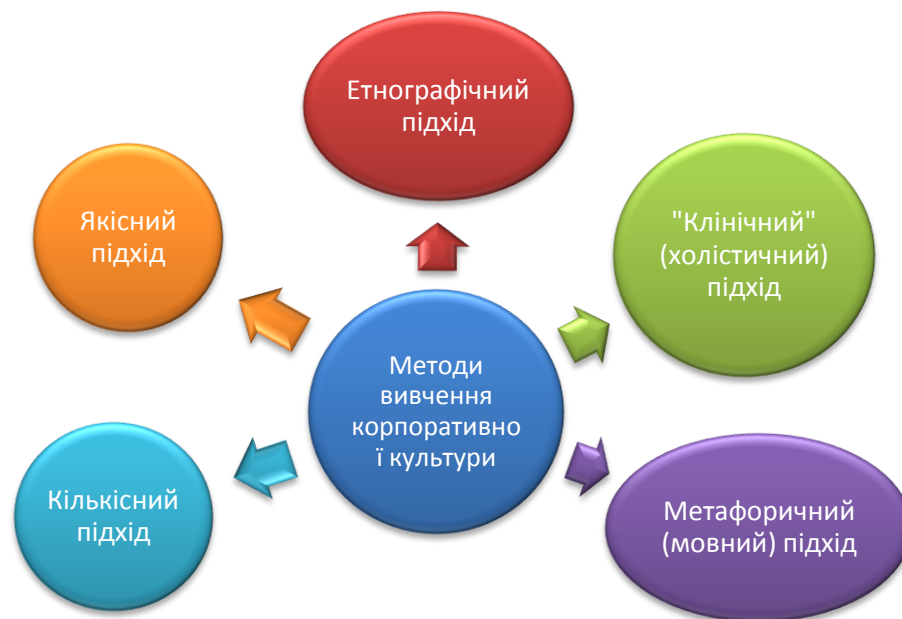 Етнографічний
підхід
Якісний
підхід
"Клінічний"
(холістичний)
підхід
Методи
вивчення
корпоративно
ї культури
Кількісний
підхід
Метафоричний
(мовний) підхід